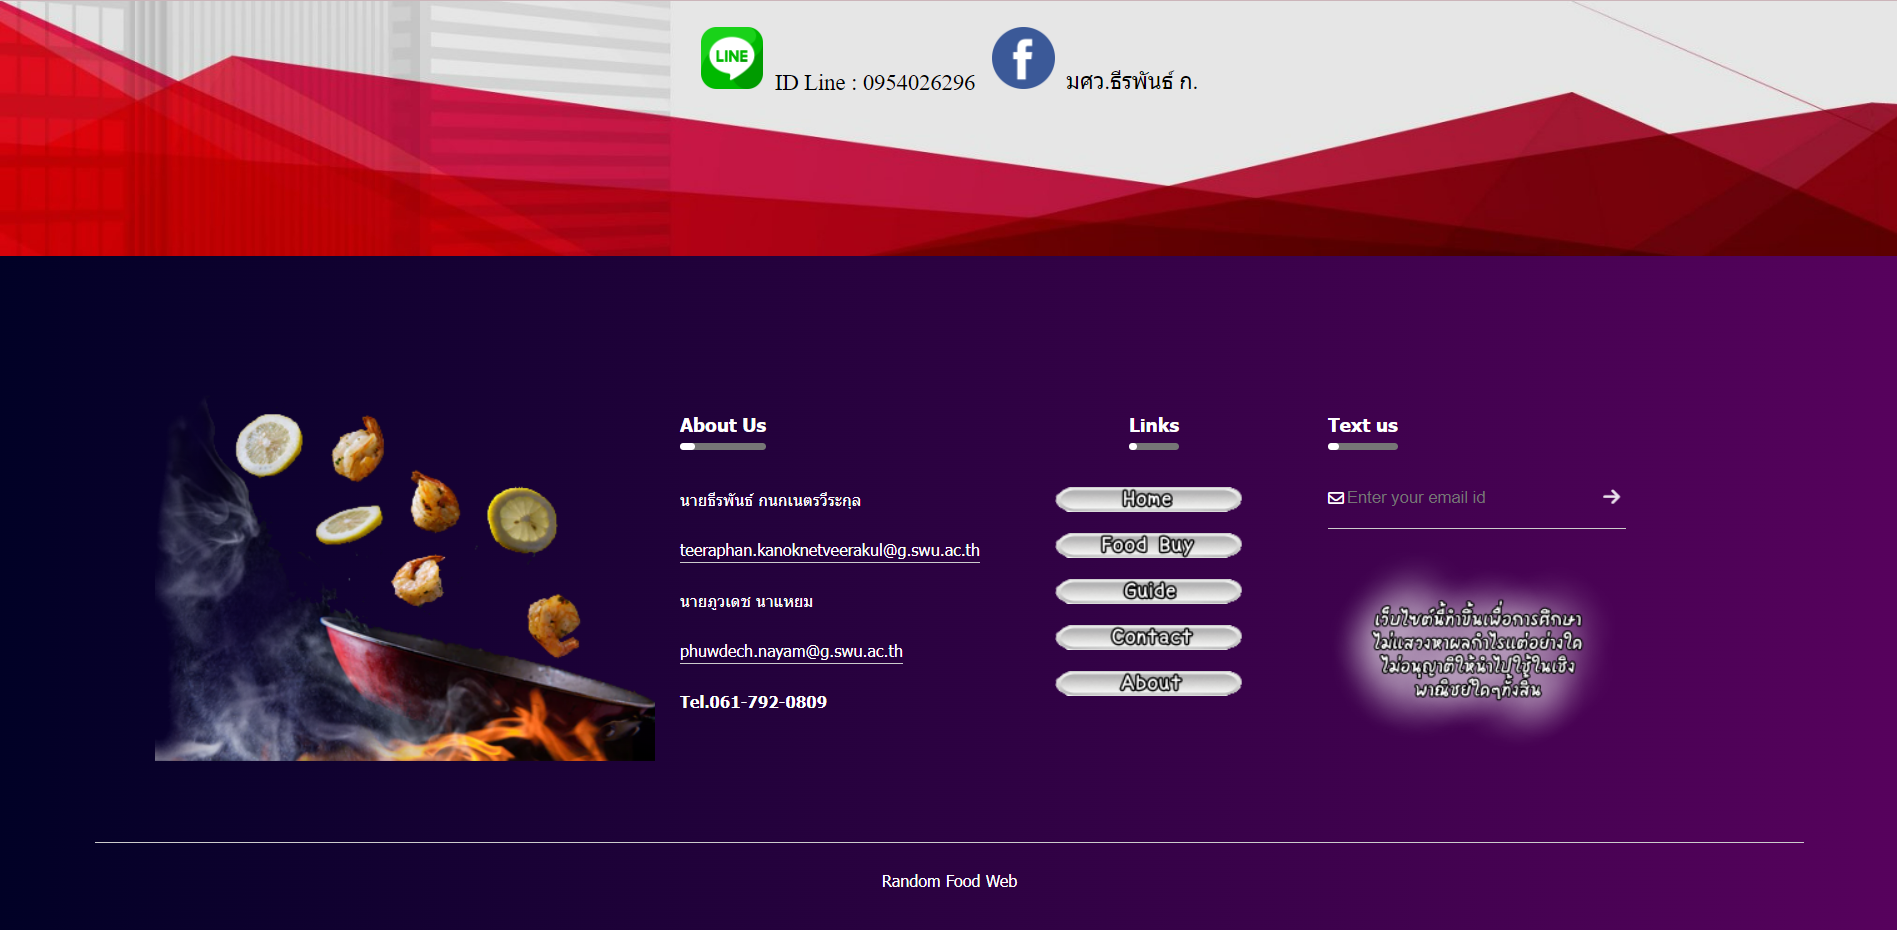 LINE
ID Line : 0954026296
f
มศว.ธีรพันธ์ ก.
About Us
นายธีรพันธ์ กนกเนตรวีระกุล
teeraphan.kanoknetveerakul@g.swu.ac.th
นายภูวเดช นาแหยม
phuwdech.nayam@g.swu.ac.th
Tel.061-792-0809
Links
Home
Food Buy
Guide
Contact
About
Text us
Enter your email id
เว็บไซต์นี้ทำขึ้นเพื่อการศึกษา
ไม่แสวงหาผลกำไรแต่อย่างใด
ไม่อนุญาติให้นำไปใช้ในเชิง
พาณิชย์ใดๆทั้งสิ้น
Random Food Web